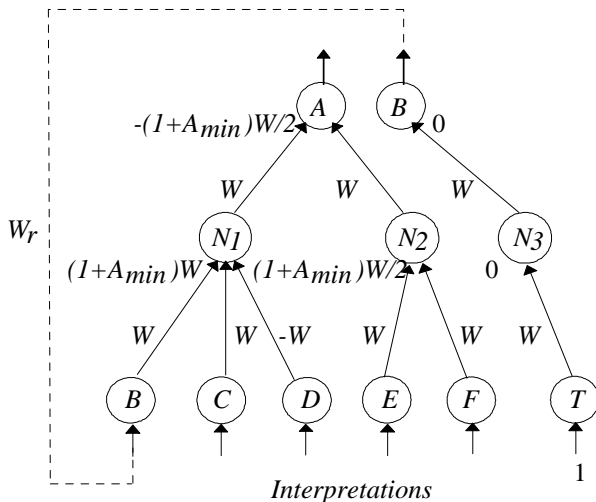 A B
-(1+Amin)W/2 0
W W W
Wr
N1 N2 N3
(1+Amin)W (1+Amin)W/2 0
W W -W W W W
B C D E F T
1
Interpretations